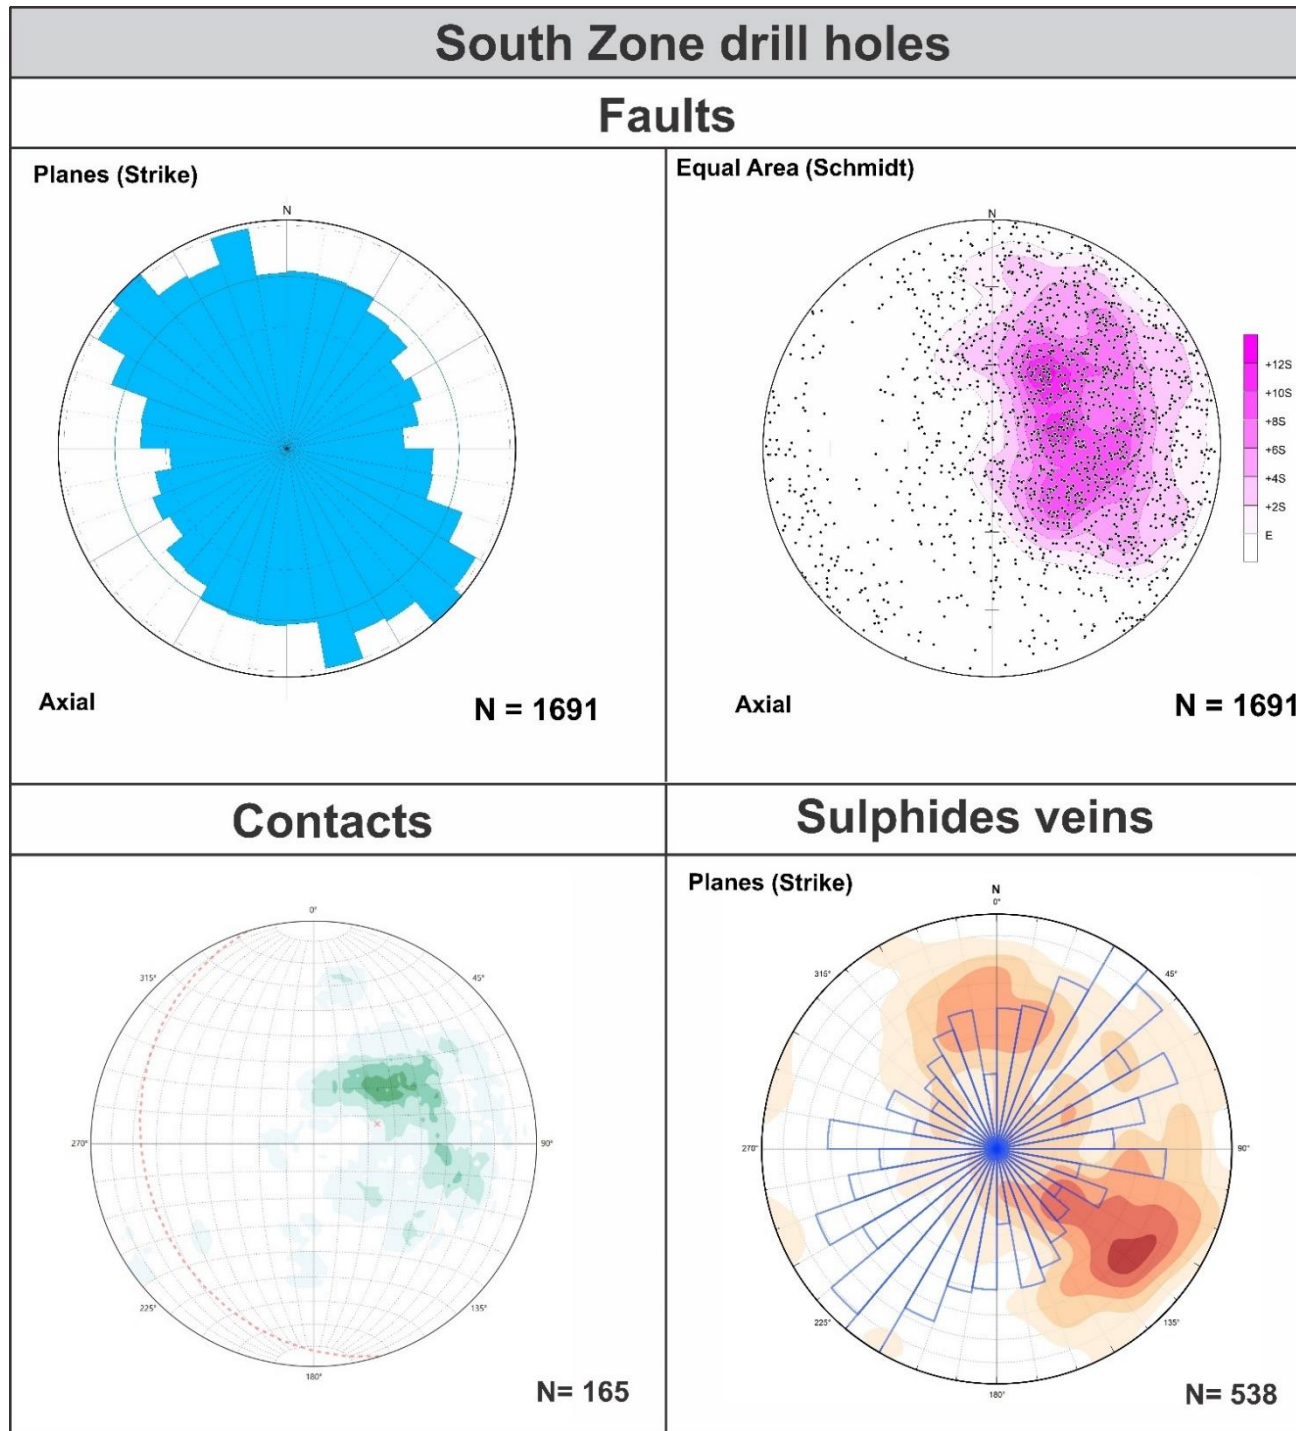 South Zone drill holes
Faults
Planes (Strike)
N
Axial
N = 1691
Equal Area (Schmidt)
N
+12S
+10S
+8S
+6S
+4S
+2S
E
Axial
N = 1691
Contacts
0°
315°
45°
270°
90°
225°
135°
180°
N= 165
Sulphides veins
Planes (Strike)
N
0°
315°
45°
270°
90°
225°
135°
180°
N= 538